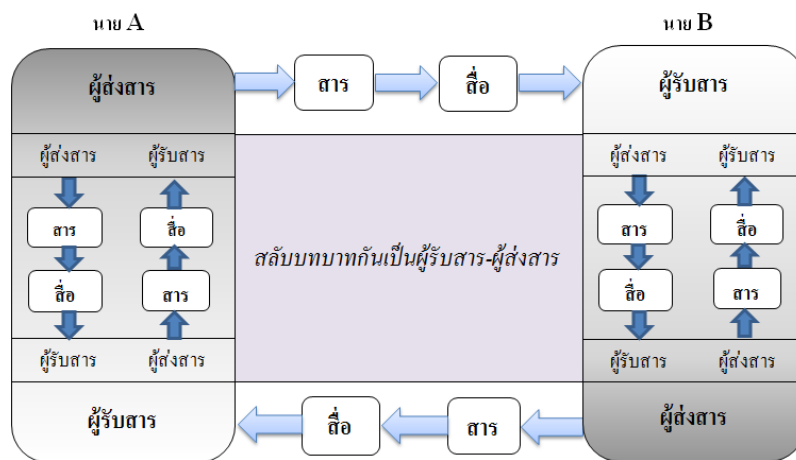 นาย A
นาย B
ผู้ส่งสาร
สาร
สื่อ
ผู้รับสาร
ผู้ส่งสาร ผู้รับสาร
ผู้ส่งสาร ผู้รับสาร
สาร สื่อ
สื่อ สาร
สลับบทบาทกันเป็นผู้รับสาร-ผู้ส่งสาร
สาร สื่อ
สื่อ สาร
ผู้รับสาร ผู้ส่งสาร
ผู้รับสาร ผู้ส่งสาร
ผู้รับสาร
สื่อ
สาร
ผู้ส่งสาร